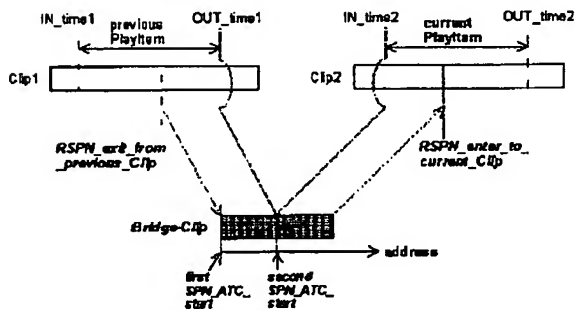 IN_time1
previous
PlayItem
OUT_time1
IN_time2
current
PlayItem
OUT_time2
Clip1
Clip2
RSPN_exit_from
_previous_Clip
RSPN_enter_to_
current_Clip
Bridge-Clip
address
first
SPN_ATC_
start
second
SPN_ATC_
start